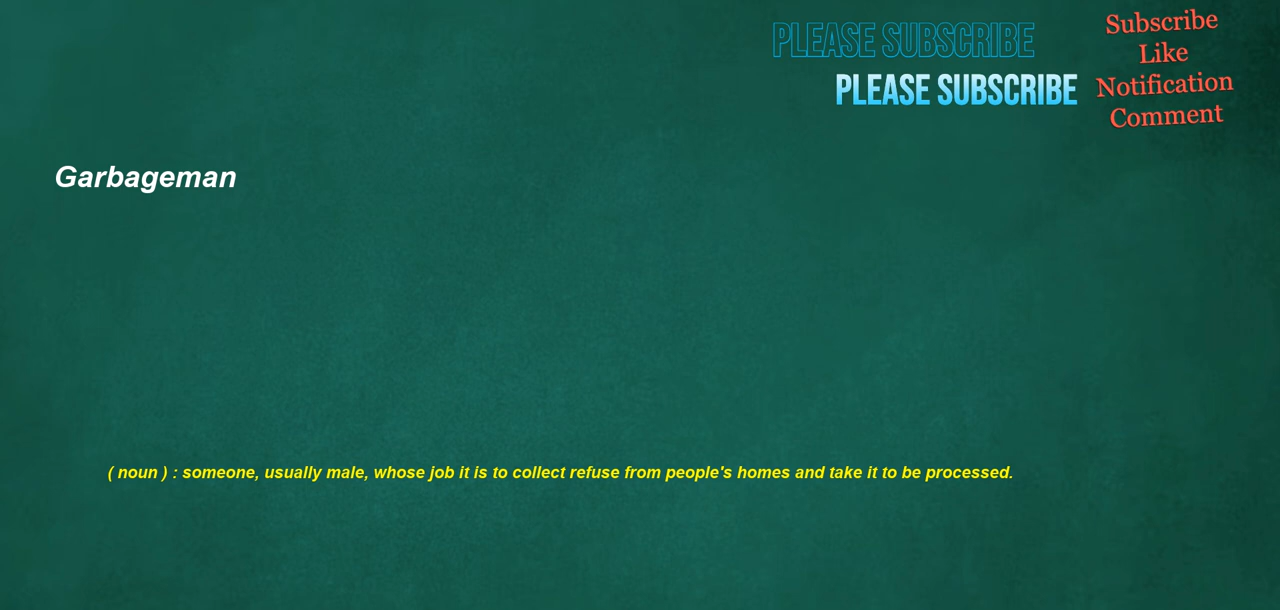 PLEASE SUBSCRIBE
PLEASE SUBSCRIBE
Subscribe
Like
Notification
Comment
Garbageman
( noun ) : someone, usually male, whose job it is to collect refuse from people's homes and take it to be processed.